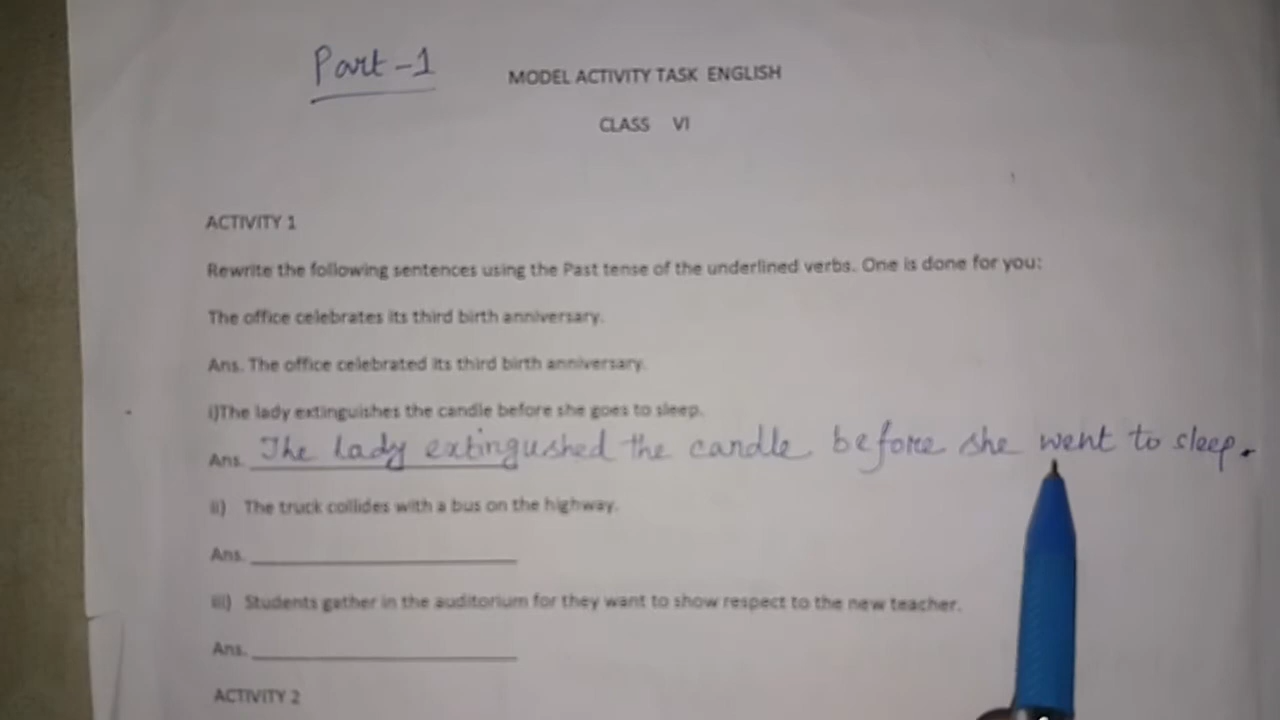 Part-1
MODEL ACTIVITY TASK ENGLISH
CLASS VI
ACTIVITY 1
Rewrite the following sentences using the Past tense of the underlined verbs. One is done for you:
The office celebrates its third birth anniversary.
Ans. The office celebrated its third birth anniversary.
i)The lady extinguishes the candle before she goes to sleep.
Ans. The lady extingushed the candle before she went to sleep.
ii) The truck collides with a bus on the highway.
Ans. ____________________
iii) Students gather in the auditorium for they want to show respect to the new teacher.
Ans. ____________________
ACTIVITY 2